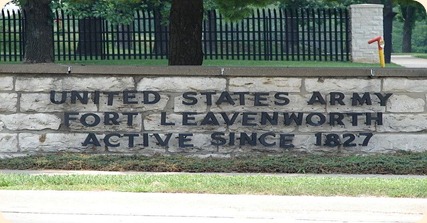 UNITED STATES ARMY
FORT LEAVENWORTH
ACTIVE SINCE 1827